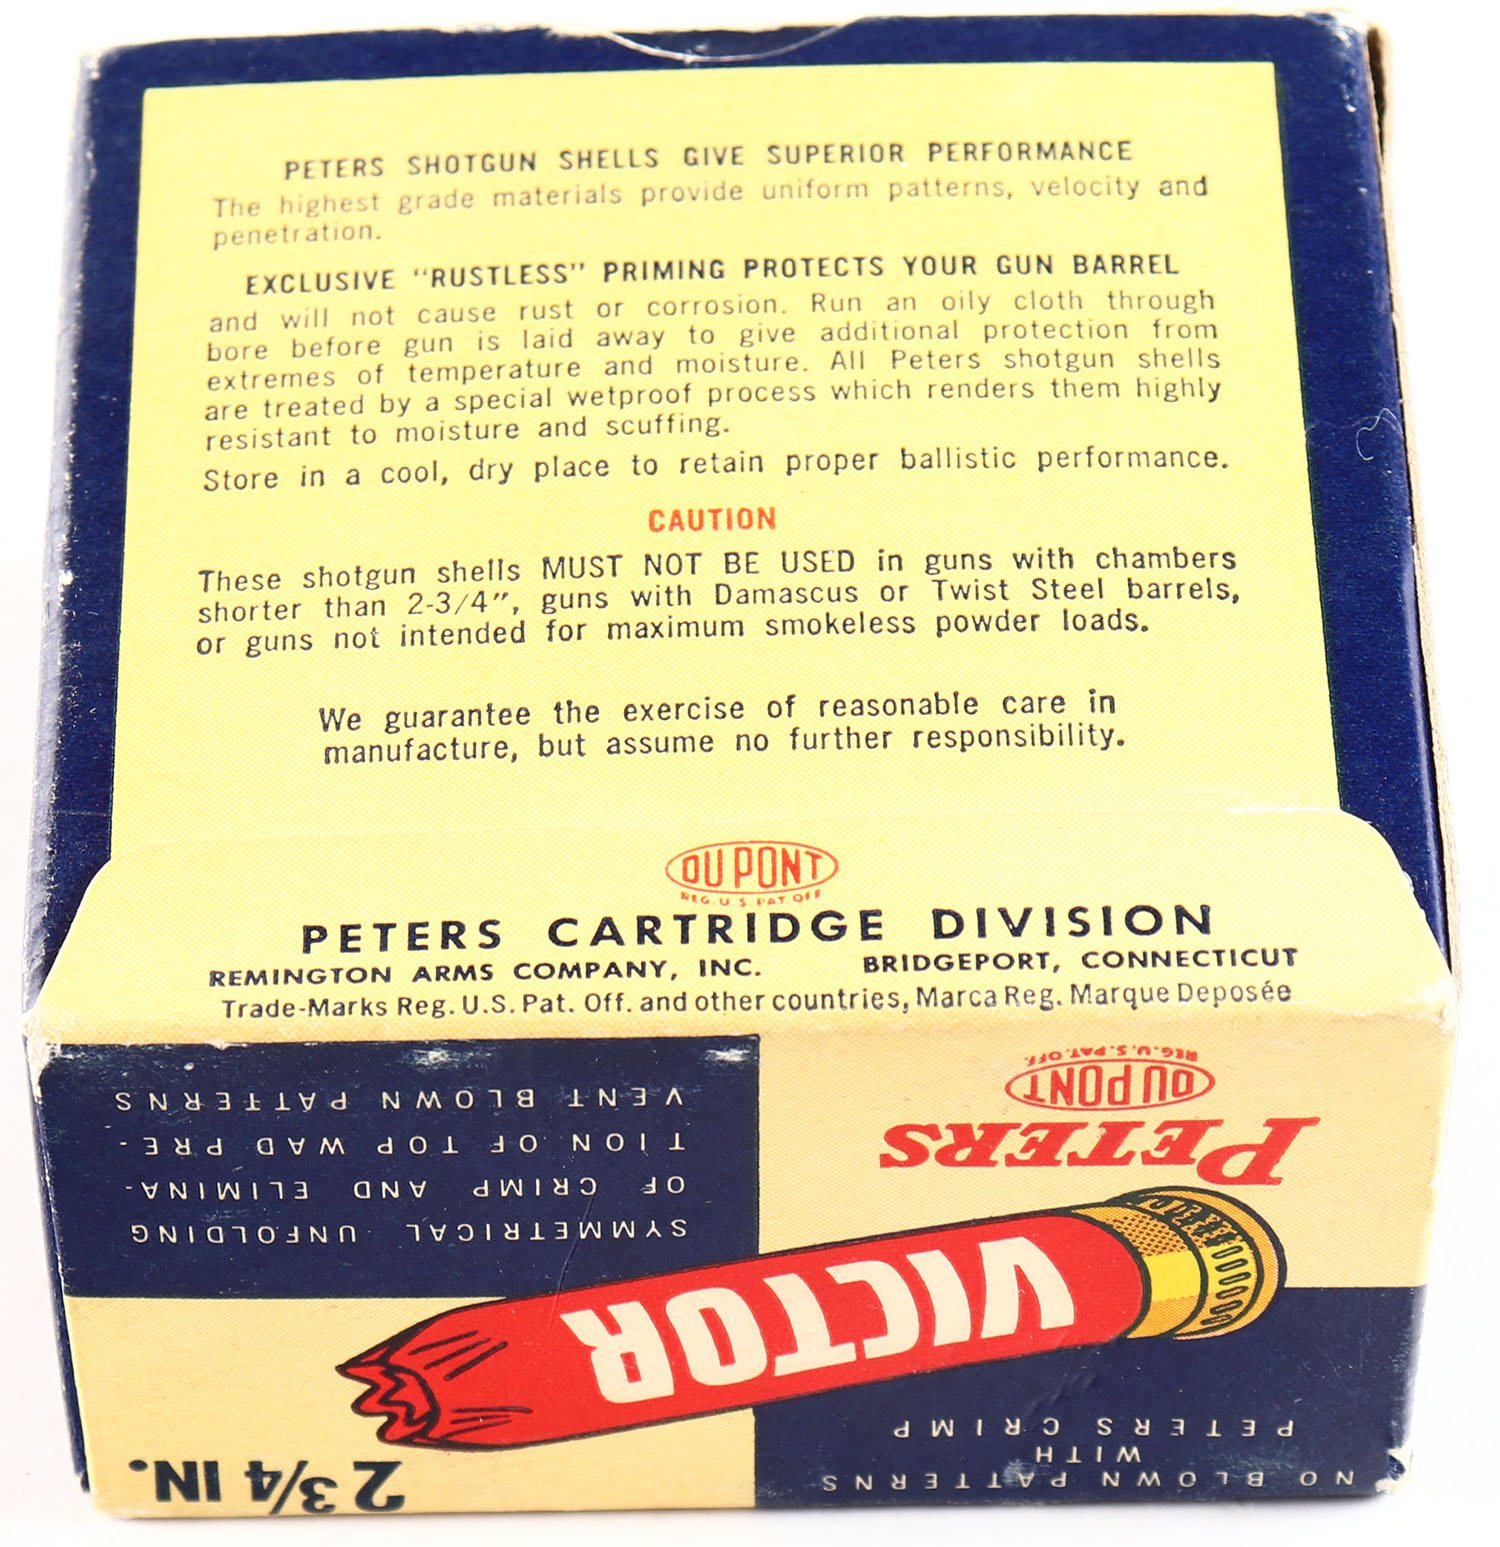 PETERS SHOTGUN SHELLS GIVE SUPERIOR PERFORMANCE
The highest grade materials provide uniform patterns, velocity and
penetration.
EXCLUSIVE "RUSTLESS" PRIMING PROTECTS YOUR GUN BARREL
and will not cause rust or corrosion. Run an oily cloth through
bore before gun is laid away to give additional protection from
extremes of temperature and moisture. All Peters shotgun shells
are treated by a special wetproof process which renders them highly
resistant to moisture and scuffing.
Store in a cool, dry place to retain proper ballistic performance.
CAUTION
These shotgun shells MUST NOT BE USED in guns with chambers
shorter than 2-3/4", guns with Damascus or Twist Steel barrels,
or guns not intended for maximum smokeless powder loads.
We guarantee the exercise of reasonable care in
manufacture, but assume no further responsibility.
DU PONT
REG. U.S. PAT. OFF
PETERS CARTRIDGE DIVISION
REMINGTON ARMS COMPANY, INC. BRIDGEPORT, CONNECTICUT
Trade-Marks Reg. U.S. Pat. Off. and other countries, Marca Reg. Marque Deposée
NO BLOWN PATTERNS
WITH
PETERS CRIMP
2 3/4 IN.
VICTOR
PETERS
DU PONT
REG. U.S. PAT. OFF.
SYMMETRICAL UNFOLDING
OF CRIMP AND ELIMINA-
TION OF TOP WAD PRE-
VENT BLOWN PATTERNS